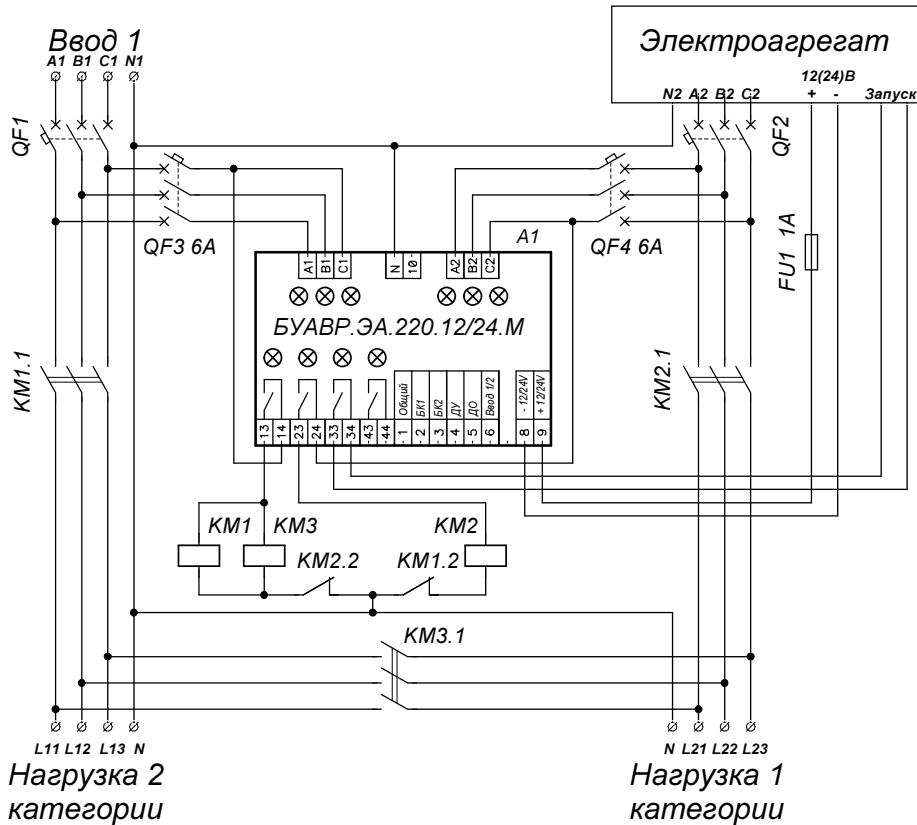 Ввод 1
A1 B1 C1 N1
Электроагрегат
12(24)В
N2 A2 B2 C2 + - Запуск
QF1
QF2
QF3 6A
QF4 6A
A1
FU1 1A
A1 B1 C1 N 10 A2 B2 C2
БУАВР.ЭА.220.12/24.М
KM1.1
KM2.1
Общий БК1 БК2 ДУ ДО Ввод 1/2 - 12/24V + 12/24V
13 14 23 24 33 34 43 44 1 2 3 4 5 6 8 9
KM1 KM3 KM2
KM2.2 KM1.2
KM3.1
L11 L12 L13 N
N L21 L22 L23
Нагрузка 2
категории
Нагрузка 1
категории